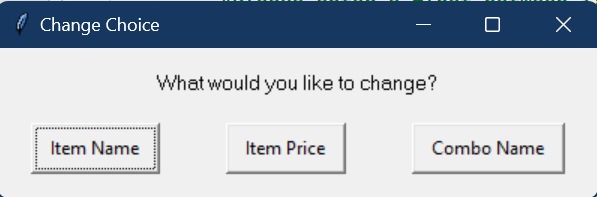 Change Choice
What would you like to change?
Item Name Item Price Combo Name